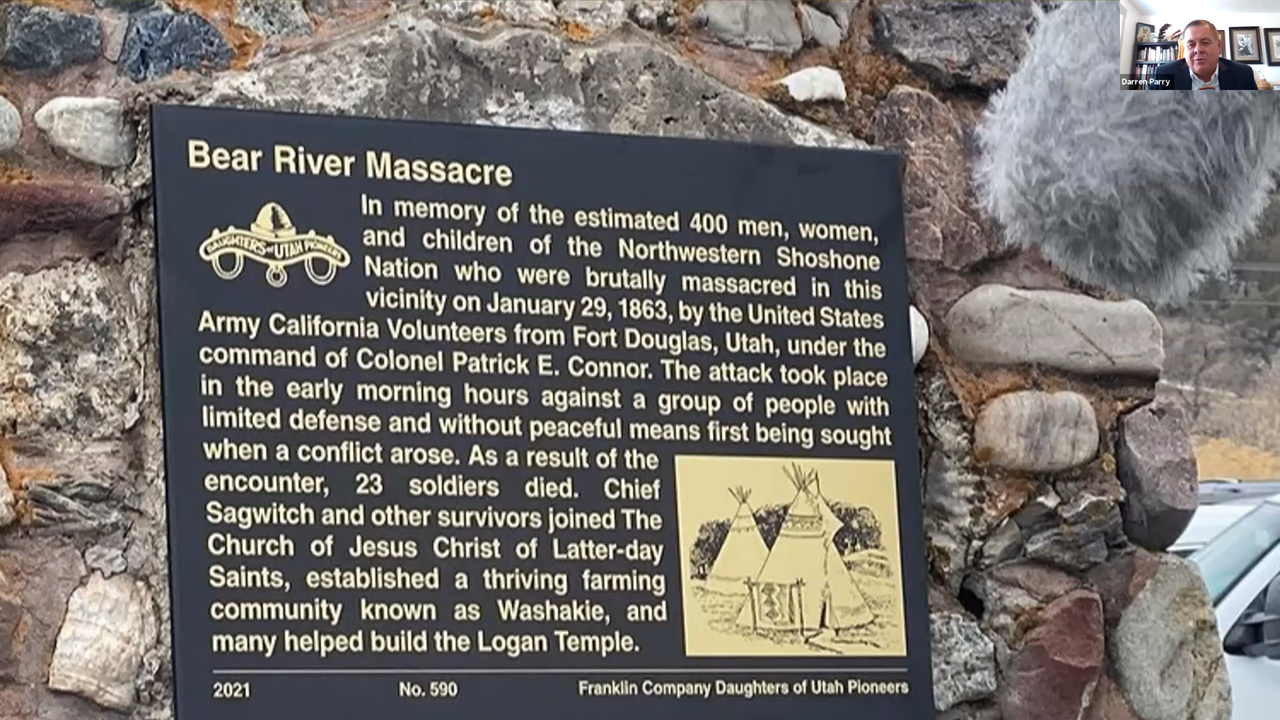 Darren Parry
Bear River Massacre
DAUGHTERS OF UTAH PIONEERS
In memory of the estimated 400 men, women,
and children of the Northwestern Shoshone
Nation who were brutally massacred in this
vicinity on January 29, 1863, by the United States
Army California Volunteers from Fort Douglas, Utah, under the
command of Colonel Patrick E. Connor. The attack took place
in the early morning hours against a group of people with
limited defense and without peaceful means first being sought
when a conflict arose. As a result of the
encounter, 23 soldiers died. Chief
Sagwitch and other survivors joined The
Church of Jesus Christ of Latter-day
Saints, established a thriving farming
community known as Washakie, and
many helped build the Logan Temple.
2021 No. 590 Franklin Company Daughters of Utah Pioneers